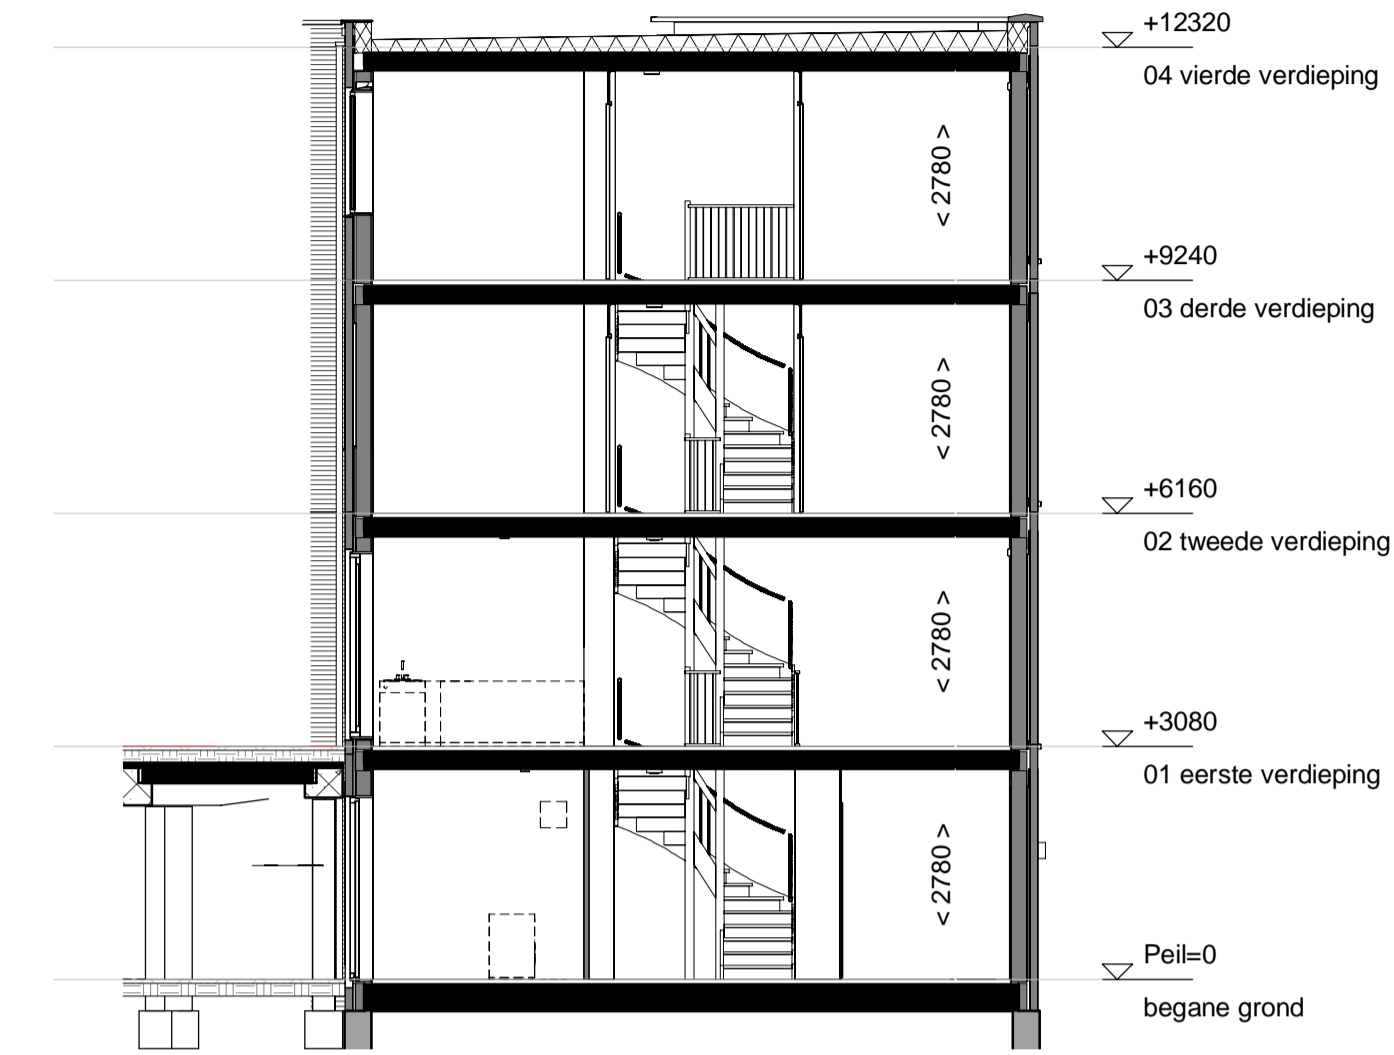 +12320
04 vierde verdieping
< 2780 >
+9240
03 derde verdieping
< 2780 >
+6160
02 tweede verdieping
< 2780 >
+3080
01 eerste verdieping
< 2780 >
Peil=0
begane grond